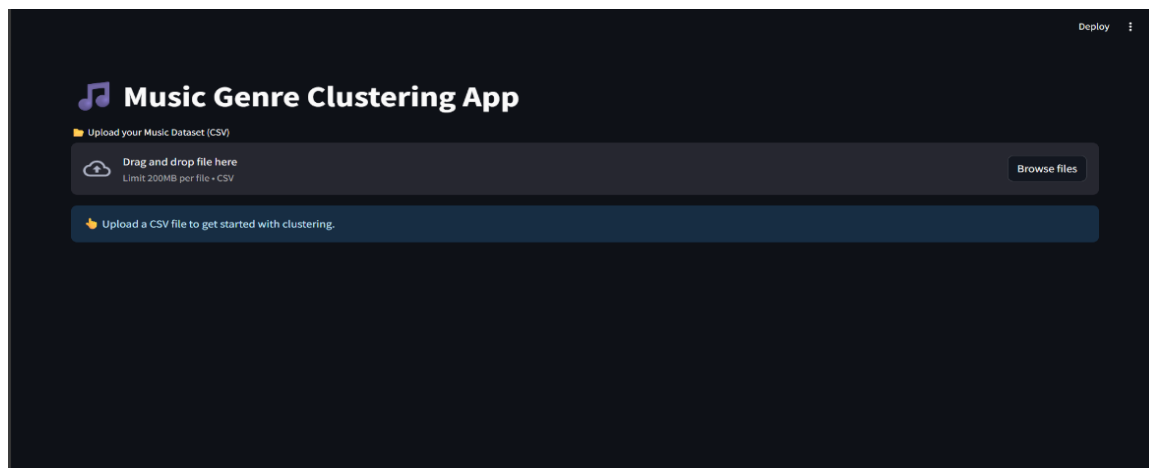 Deploy
Music Genre Clustering App
Upload your Music Dataset (CSV)
Drag and drop file here
Limit 200MB per file • CSV
Browse files
Upload a CSV file to get started with clustering.